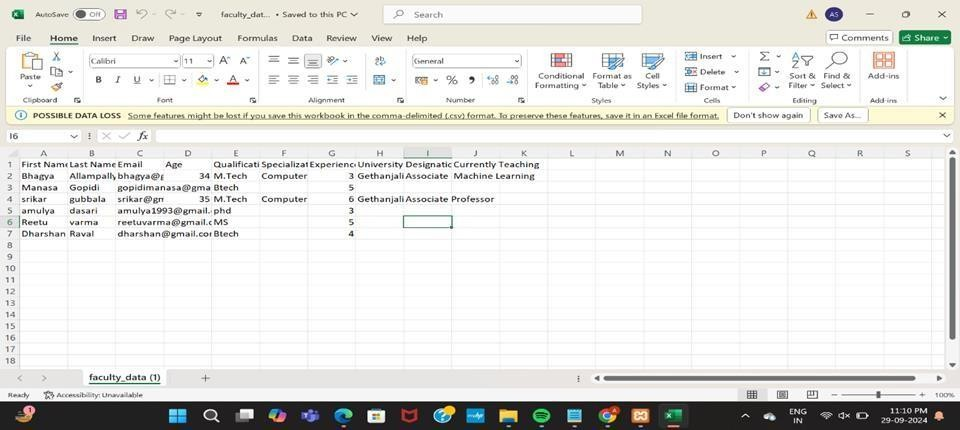 AutoSave Off faculty_dat... • Saved to this PC Search AS
File Home Insert Draw Page Layout Formulas Data Review View Help Comments Share
Paste Calibri 11 A A General Conditional Formatting Format as Table Cell Styles Insert Delete Format Sort & Filter Find & Select Add-ins
B I U A % 9
Clipboard Font Alignment Number Styles Cells Editing Add-ins
POSSIBLE DATA LOSS Some features might be lost if you save this workbook in the comma-delimited (.csv) format. To preserve these features, save it in an Excel file format. Don't show again Save As...
I6 fx
A B C D E F G H I J K L M N O P Q R S
1 First Name Last Name Email Age Qualificati Specializat Experienc University Designatic Currently Teaching
2 Bhagya Allampally bhagya@g 34 M.Tech Computer 3 Gethanjali Associate Machine Learning
3 Manasa Gopidi gopidimanasa@gma Btech 5
4 srikar gubbala srikar@gm 35 M.Tech Computer 6 Gethanjali Associate Professor
5 amulya dasari amulya1993@gmail. phd 3
6 Reetu varma reetuvarma@gmail.c MS 5
7 Dharshan Raval dharshan@gmail.cor Btech 4
8
9
10
11
12
13
14
15
16
17
18
faculty_data (1) +
Ready Accessibility: Unavailable 100%
1 ENG IN 11:10 PM 29-09-2024